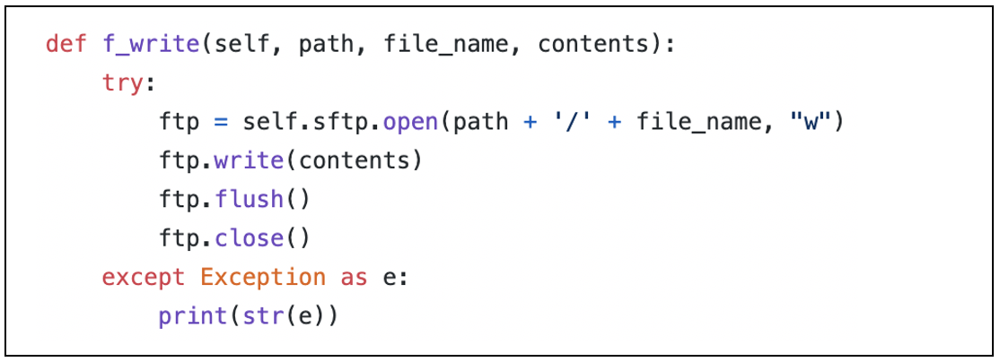 def f_write(self, path, file_name, contents):
    try:
        ftp = self.sftp.open(path + '/' + file_name, "w")
        ftp.write(contents)
        ftp.flush()
        ftp.close()
    except Exception as e:
        print(str(e))